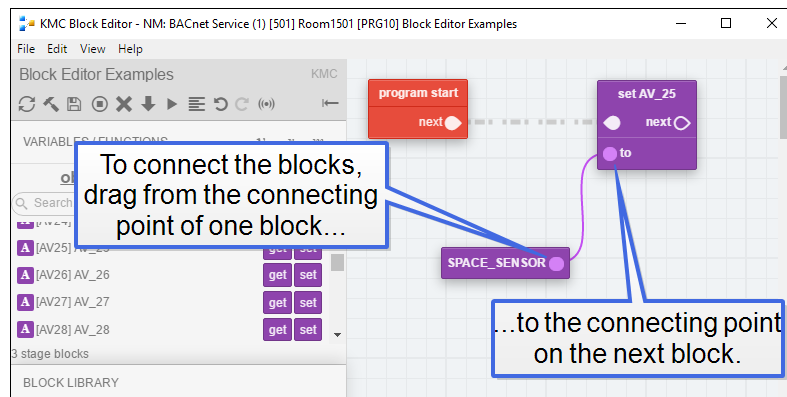 KMC Block Editor - NM: BACnet Service (1) [501] Room1501 [PRG10] Block Editor Examples
File Edit View Help
Block Editor Examples KMC
VARIABLES / FUNCTIONS
Search
[AV24]
[AV25] AV_25 get set
A [AV26] AV_26 get set
A [AV27] AV_27 get set
A [AV28] AV_28 get set
3 stage blocks
BLOCK LIBRARY
program start
next
set AV_25
next
to
SPACE_SENSOR
To connect the blocks,
drag from the connecting
point of one block...
...to the connecting point
on the next block.